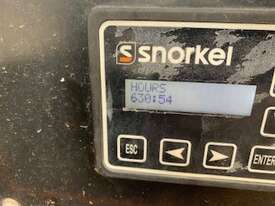 snorkel
HOURS
630:54
ESC
ENTER